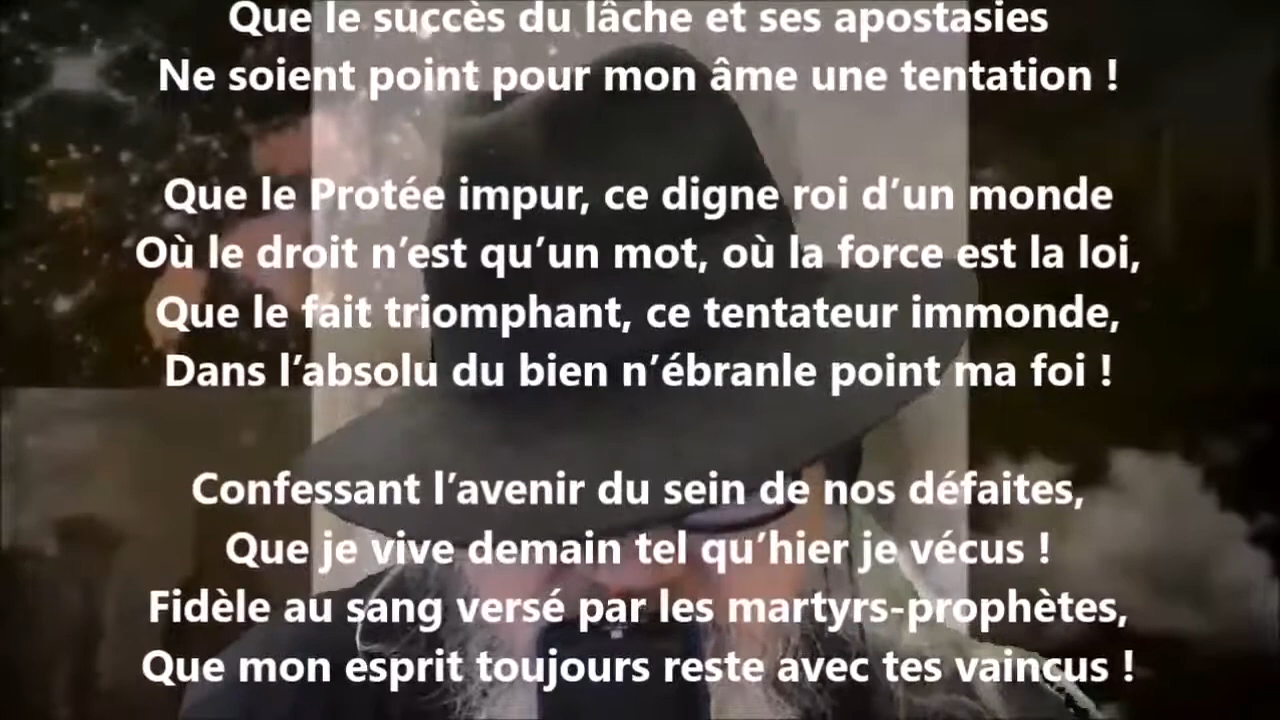 Que le succès du lâche et ses apostasies
Ne soient point pour mon âme une tentation !
Que le Protée impur, ce digne roi d’un monde
Où le droit n’est qu’un mot, où la force est la loi,
Que le fait triomphant, ce tentateur immonde,
Dans l’absolu du bien n’ébranle point ma foi !
Confessant l’avenir du sein de nos défaites,
Que je vive demain tel qu’hier je vécus !
Fidèle au sang versé par les martyrs-prophètes,
Que mon esprit toujours reste avec tes vaincus !